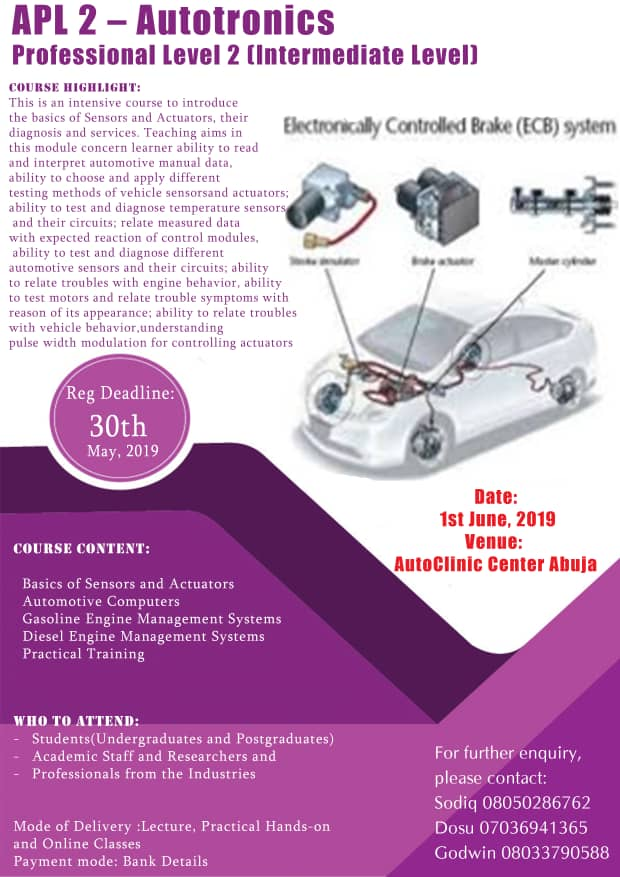 APL 2 – Autotronics
Professional Level 2 (Intermediate Level)
COURSE HIGHLIGHT:
This is an intensive course to introduce
the basics of Sensors and Actuators, their
diagnosis and services. Teaching aims in
this module concern learner ability to read
and interpret automotive manual data,
ability to choose and apply different
testing methods of vehicle sensorsand actuators;
ability to test and diagnose temperature sensors
and their circuits; relate measured data
with expected reaction of control modules,
ability to test and diagnose different
automotive sensors and their circuits; ability
to relate troubles with engine behavior, ability
to test motors and relate trouble symptoms with
reason of its appearance; ability to relate troubles
with vehicle behavior,understanding
pulse width modulation for controlling actuators
Electronically Controlled Brake (ECB) system
Stroke simulator
Brake actuator
Master cylinder
Reg Deadline:
30th
May, 2019
Date:
1st June, 2019
Venue:
AutoClinic Center Abuja
COURSE CONTENT:
Basics of Sensors and Actuators
Automotive Computers
Gasoline Engine Management Systems
Diesel Engine Management Systems
Practical Training
WHO TO ATTEND:
- Students(Undergraduates and Postgraduates)
- Academic Staff and Researchers and
- Professionals from the Industries
Mode of Delivery :Lecture, Practical Hands-on
and Online Classes
Payment mode: Bank Details
For further enquiry,
please contact:
Sodiq 08050286762
Dosu 07036941365
Godwin 08033790588